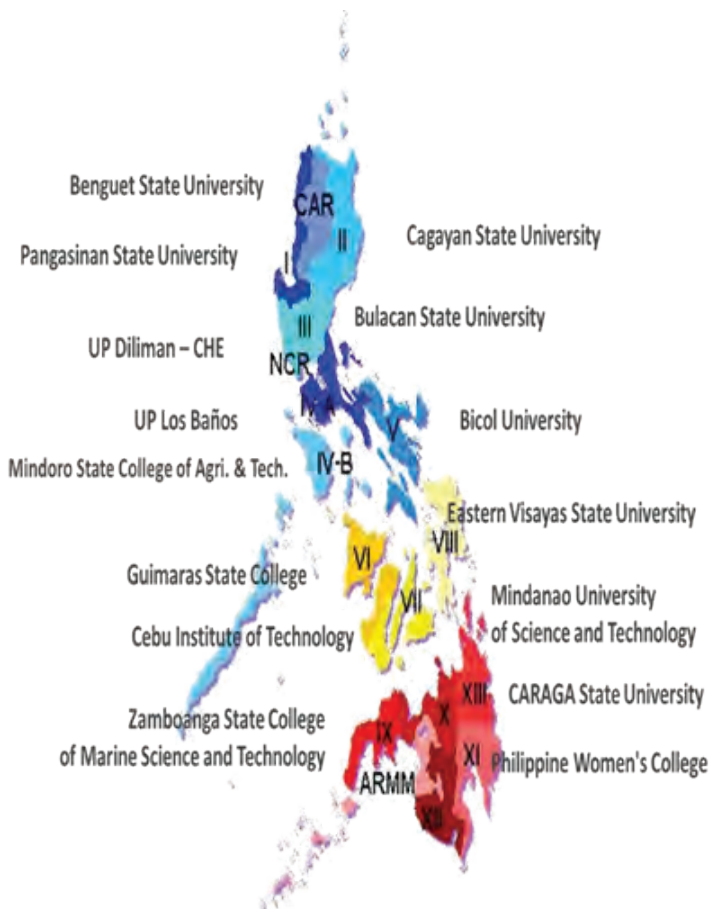 Benguet State University
CAR
II
Cagayan State University
Pangasinan State University
I
III
Bulacan State University
UP Diliman – CHE
NCR
IV-A
UP Los Baños
V
Bicol University
Mindoro State College of Agri. & Tech.
IV-B
Eastern Visayas State University
VIII
VI
Guimaras State College
VII
Mindanao University
of Science and Technology
Cebu Institute of Technology
XIII
CARAGA State University
X
Zamboanga State College
of Marine Science and Technology
IX
XI
Philippine Women's College
ARMM
XII